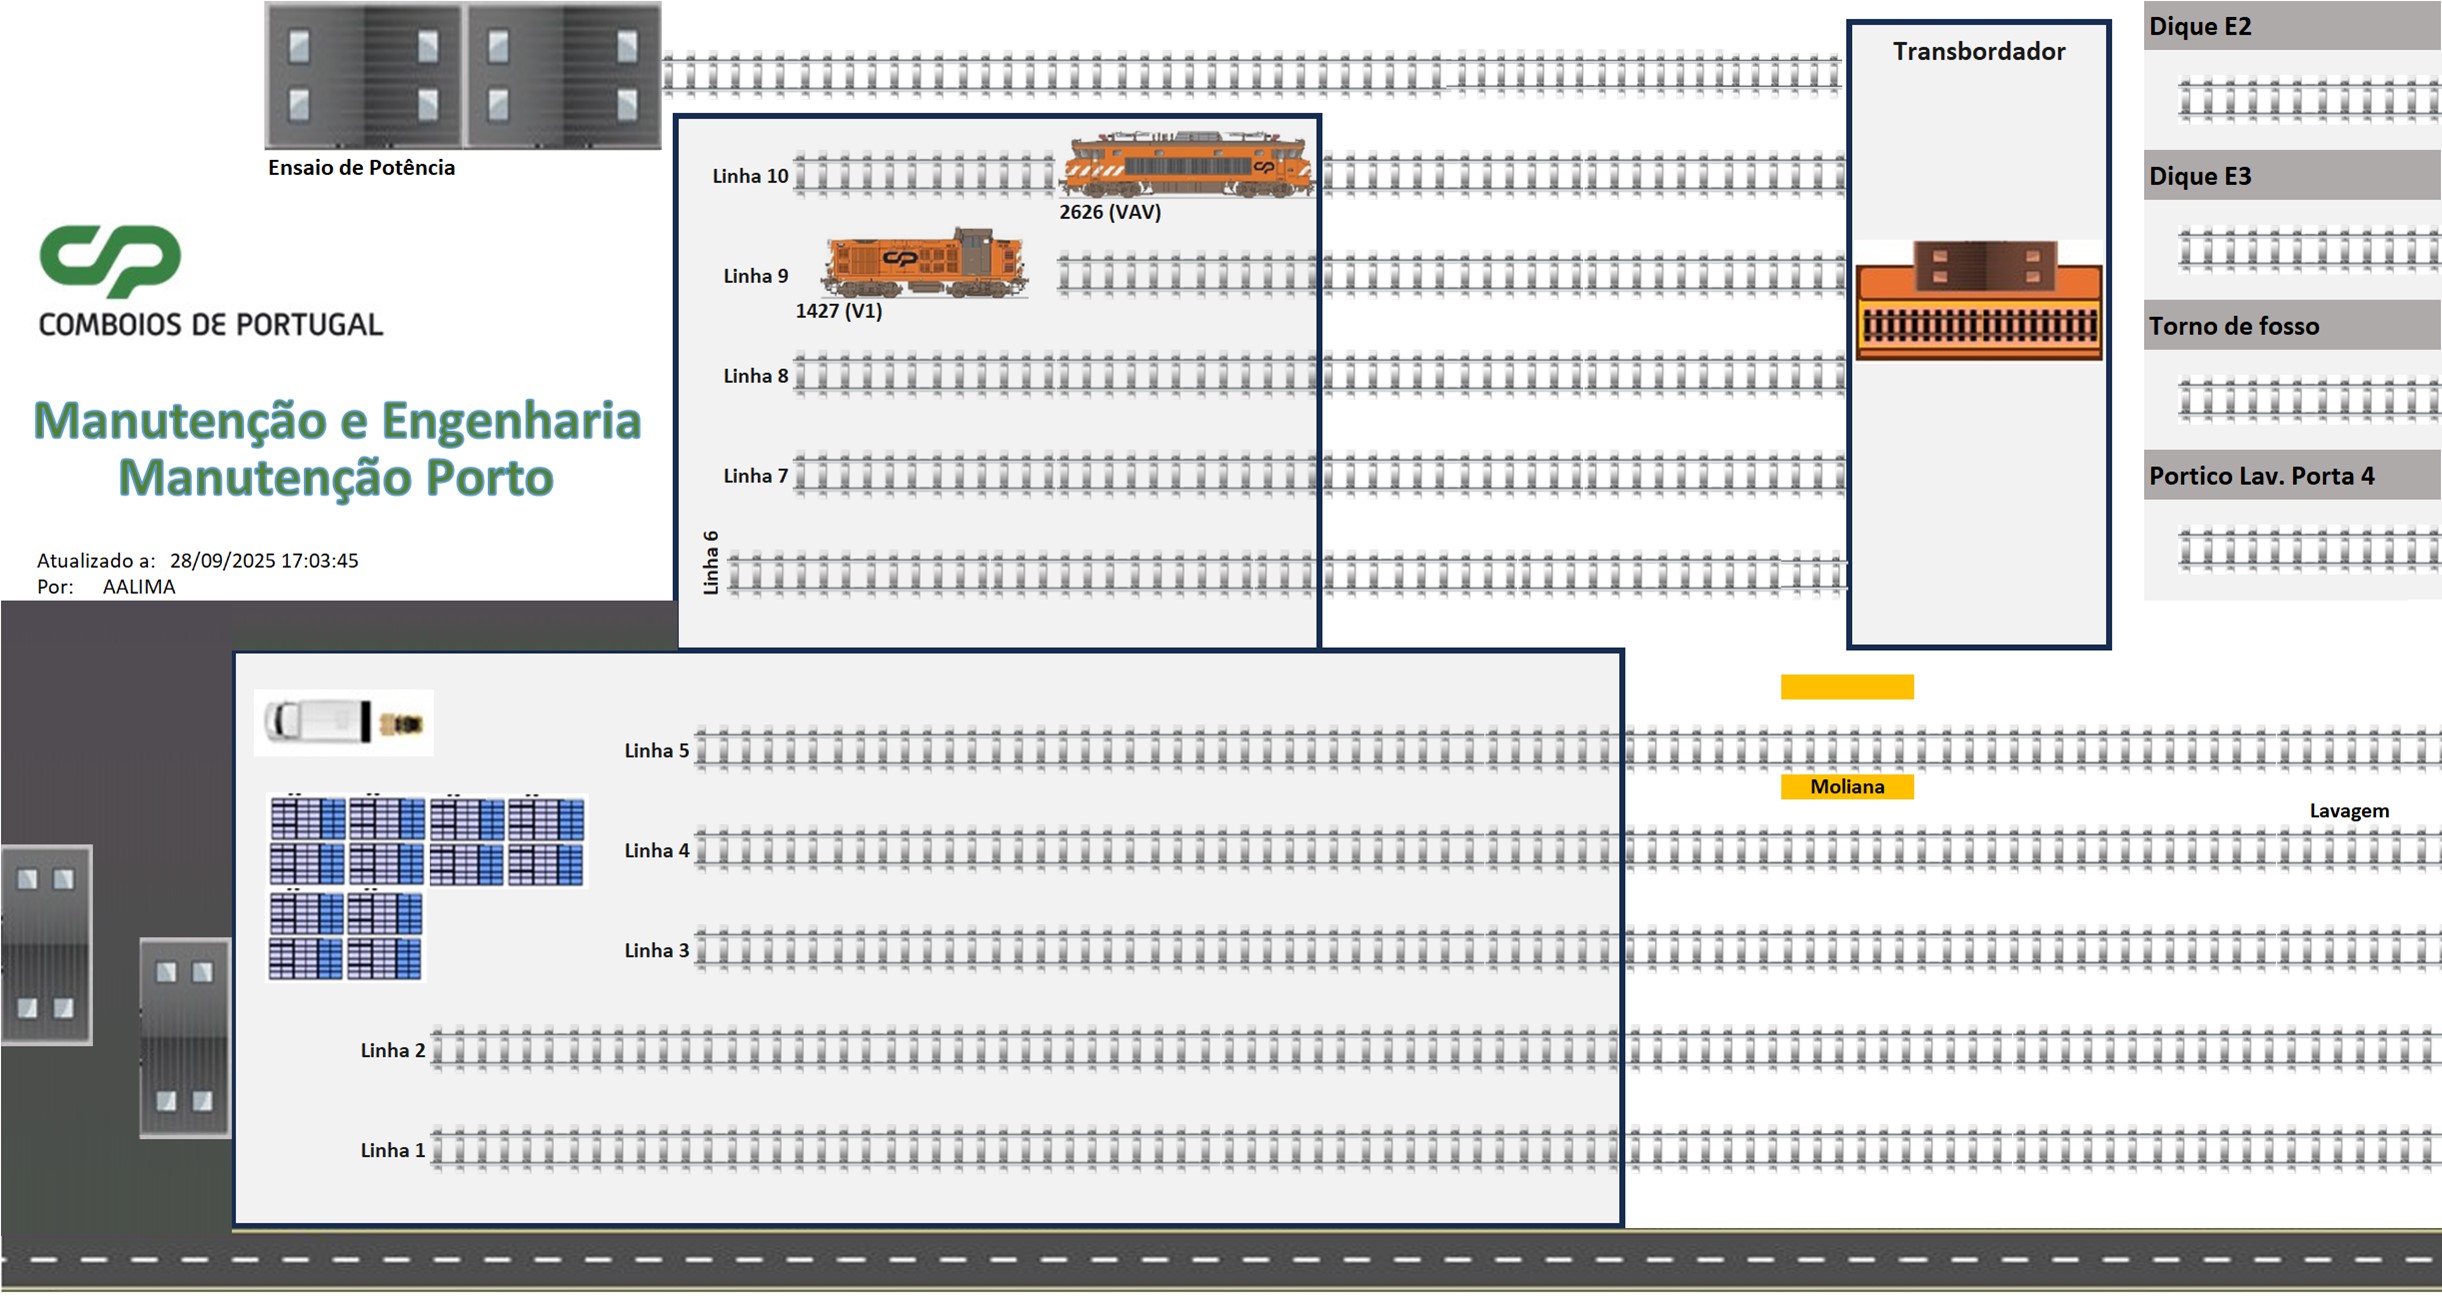 Ensaio de Potência
CP
COMBOIOS DE PORTUGAL
Manutenção e Engenharia
Manutenção Porto
Atualizado a: 28/09/2025 17:03:45
Por: AALIMA
Linha 10
2626 (VAV)
Linha 9
CP
1427 (V1)
Linha 8
Linha 7
Linha 6
Transbordador
Dique E2
Dique E3
Torno de fosso
Portico Lav. Porta 4
Linha 5
Moliana
Lavagem
Linha 4
Linha 3
Linha 2
Linha 1